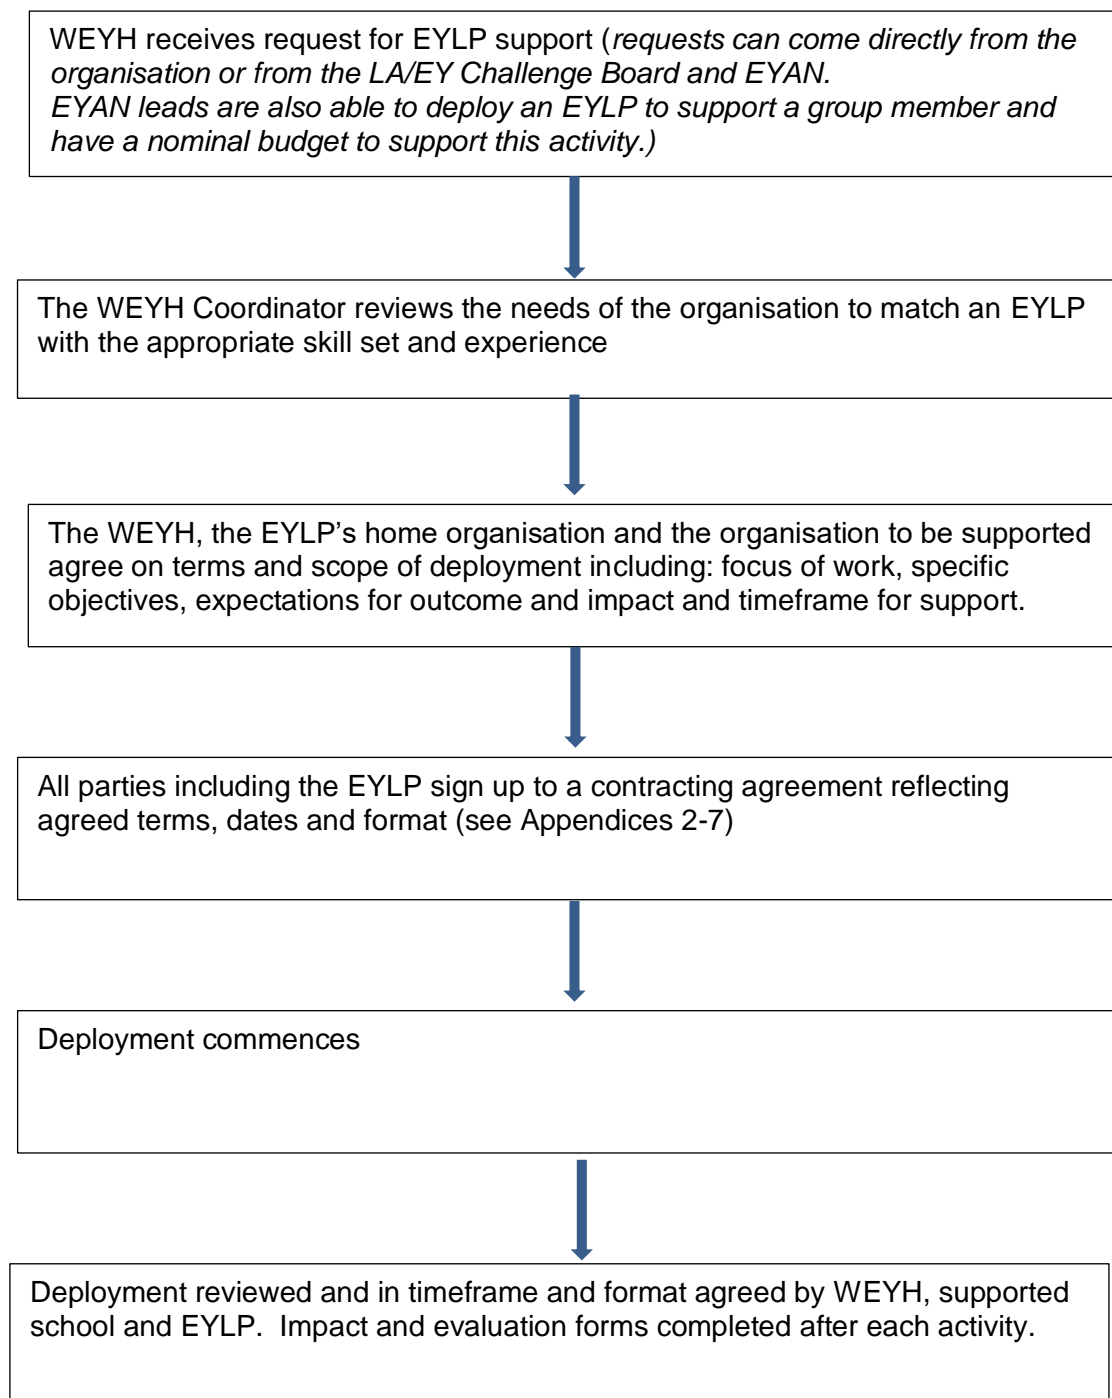 WEYH receives request for EYLP support (requests can come directly from the
organisation or from the LA/EY Challenge Board and EYAN.
EYAN leads are also able to deploy an EYLP to support a group member and
have a nominal budget to support this activity.)
The WEYH Coordinator reviews the needs of the organisation to match an EYLP
with the appropriate skill set and experience
The WEYH, the EYLP’s home organisation and the organisation to be supported
agree on terms and scope of deployment including: focus of work, specific
objectives, expectations for outcome and impact and timeframe for support.
All parties including the EYLP sign up to a contracting agreement reflecting
agreed terms, dates and format (see Appendices 2-7)
Deployment commences
Deployment reviewed and in timeframe and format agreed by WEYH, supported
school and EYLP.  Impact and evaluation forms completed after each activity.